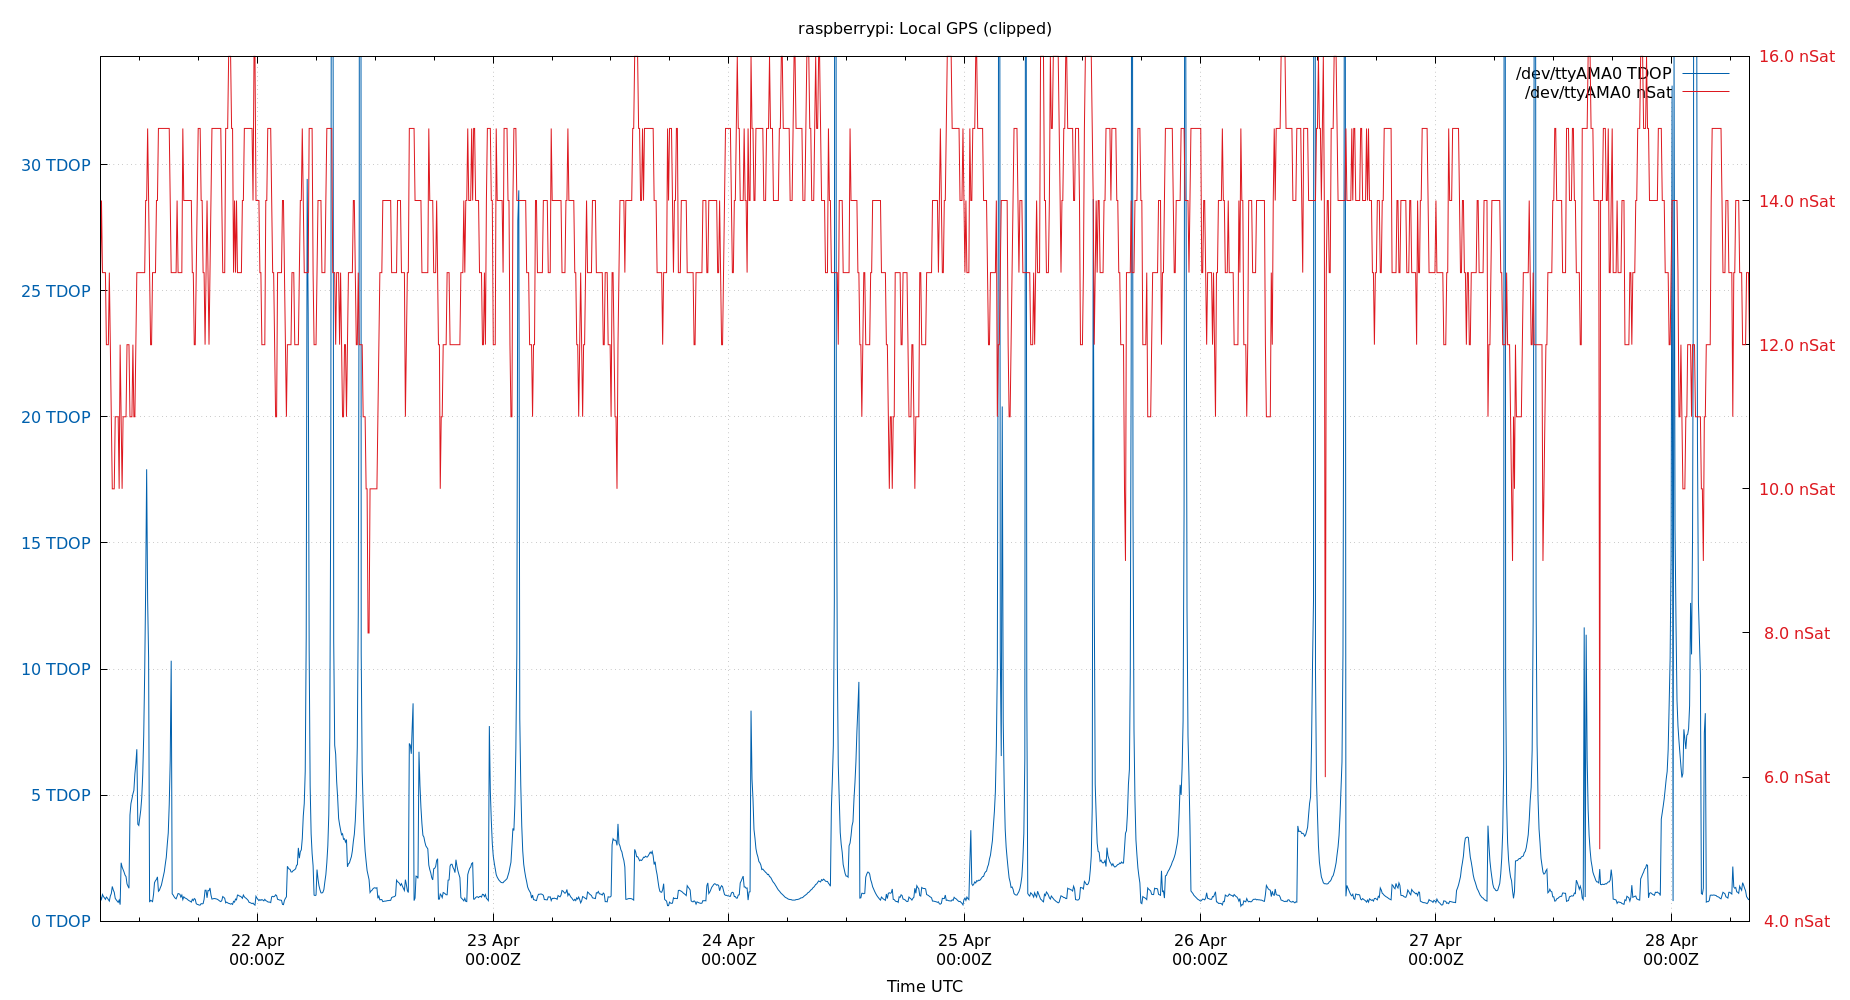 raspberrypi: Local GPS (clipped)
16.0 nSat
/dev/ttyAMA0 TDOP
/dev/ttyAMA0 nSat
30 TDOP
14.0 nSat
25 TDOP
12.0 nSat
20 TDOP
10.0 nSat
15 TDOP
8.0 nSat
10 TDOP
6.0 nSat
5 TDOP
0 TDOP
4.0 nSat
22 Apr
00:00Z
23 Apr
00:00Z
24 Apr
00:00Z
25 Apr
00:00Z
26 Apr
00:00Z
27 Apr
00:00Z
28 Apr
00:00Z
Time UTC